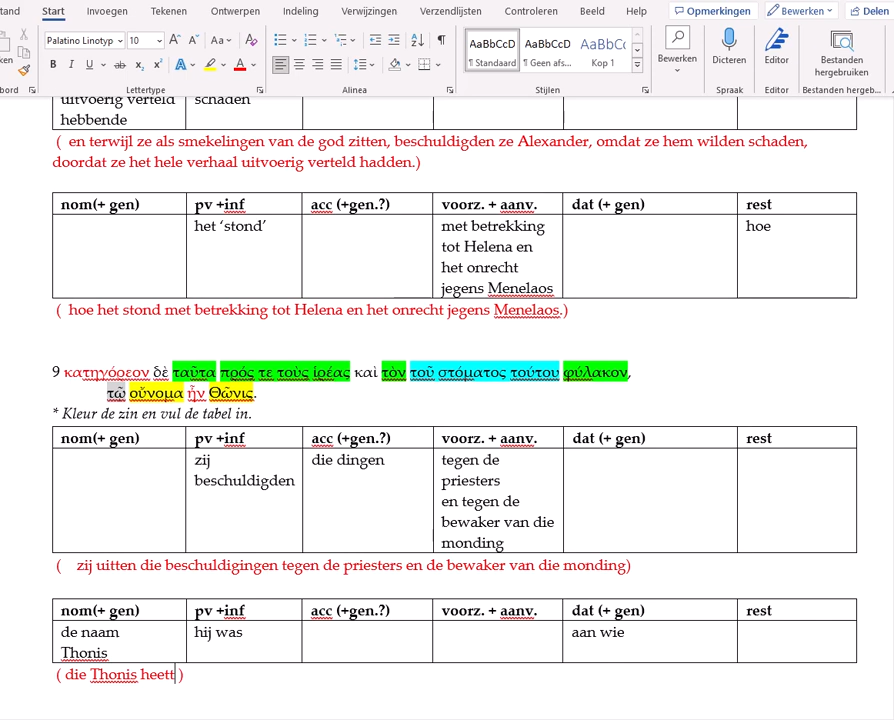 tand Start Invoegen Tekenen Ontwerpen Indeling Verwijzingen Verzendlijsten Controleren Beeld Help Opmerkingen Bewerken Delen
Palatino Linotyp 10 A A Aa A
ken B I U ab x₂ x² A A
AaBbCcD AaBbCcD AaBbCc
¶ Standaard ¶ Geen afs... Kop 1
Bewerken Dicteren Editor Bestanden hergebruiken
bord Lettertype Alinea Stijlen Spraak Editor Bestanden hergeb...
uitvoerig verteld schaden
hebbende
( en terwijl ze als smekelingen van de god zitten, beschuldigden ze Alexander, omdat ze hem wilden schaden,
doordat ze het hele verhaal uitvoerig verteld hadden.)
nom(+ gen) pv +inf acc (+gen.?) voorz. + aanv. dat (+ gen) rest
het ‘stond’ met betrekking hoe
tot Helena en
het onrecht
jegens Menelaos
( hoe het stond met betrekking tot Helena en het onrecht jegens Menelaos.)
9 κατηγόρεον δὲ ταῦτα πρός τε τοὺς ἱρέας καὶ τὸν τοῦ στόματος τούτου φύλακον,
τῷ οὔνομα ἦν Θῶνις.
* Kleur de zin en vul de tabel in.
nom(+ gen) pv +inf acc (+gen.?) voorz. + aanv. dat (+ gen) rest
zij die dingen tegen de
beschuldigden priesters
en tegen de
bewaker van die
monding
( zij uitten die beschuldigingen tegen de priesters en de bewaker van die monding)
nom(+ gen) pv +inf acc (+gen.?) voorz. + aanv. dat (+ gen) rest
de naam hij was aan wie
Thonis
( die Thonis heett )